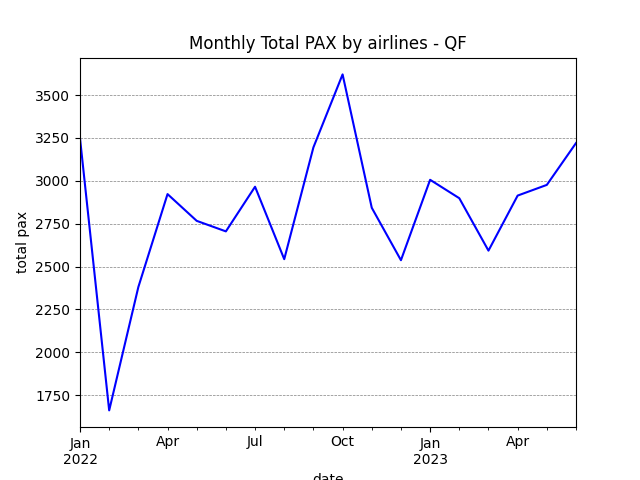 Monthly Total PAX by airlines - QF
total pax
3500
3250
3000
2750
2500
2250
2000
1750
Jan
2022
Apr
Jul
Oct
Jan
2023
Apr
date